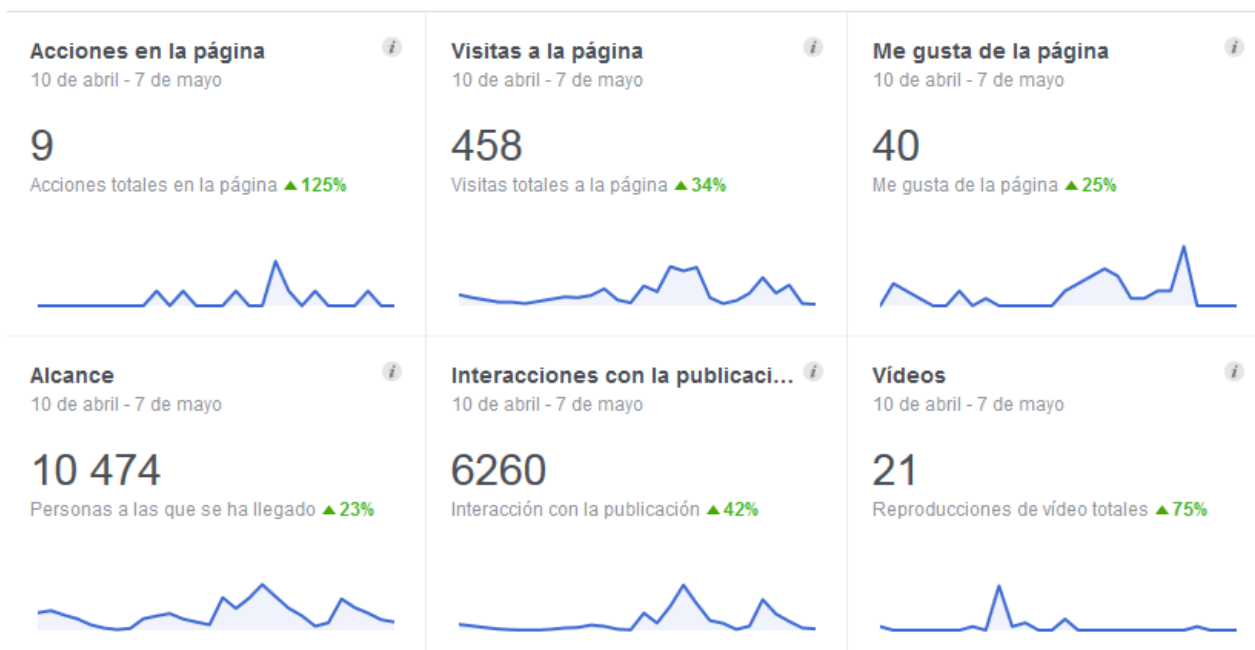 Acciones en la página
10 de abril - 7 de mayo
9
Acciones totales en la página ▲125%
Visitas a la página
10 de abril - 7 de mayo
458
Visitas totales a la página ▲34%
Me gusta de la página
10 de abril - 7 de mayo
40
Me gusta de la página ▲25%
Alcance
10 de abril - 7 de mayo
10 474
Personas a las que se ha llegado ▲23%
Interacciones con la publicaci...
10 de abril - 7 de mayo
6260
Interacción con la publicación ▲42%
Vídeos
10 de abril - 7 de mayo
21
Reproducciones de vídeo totales ▲75%